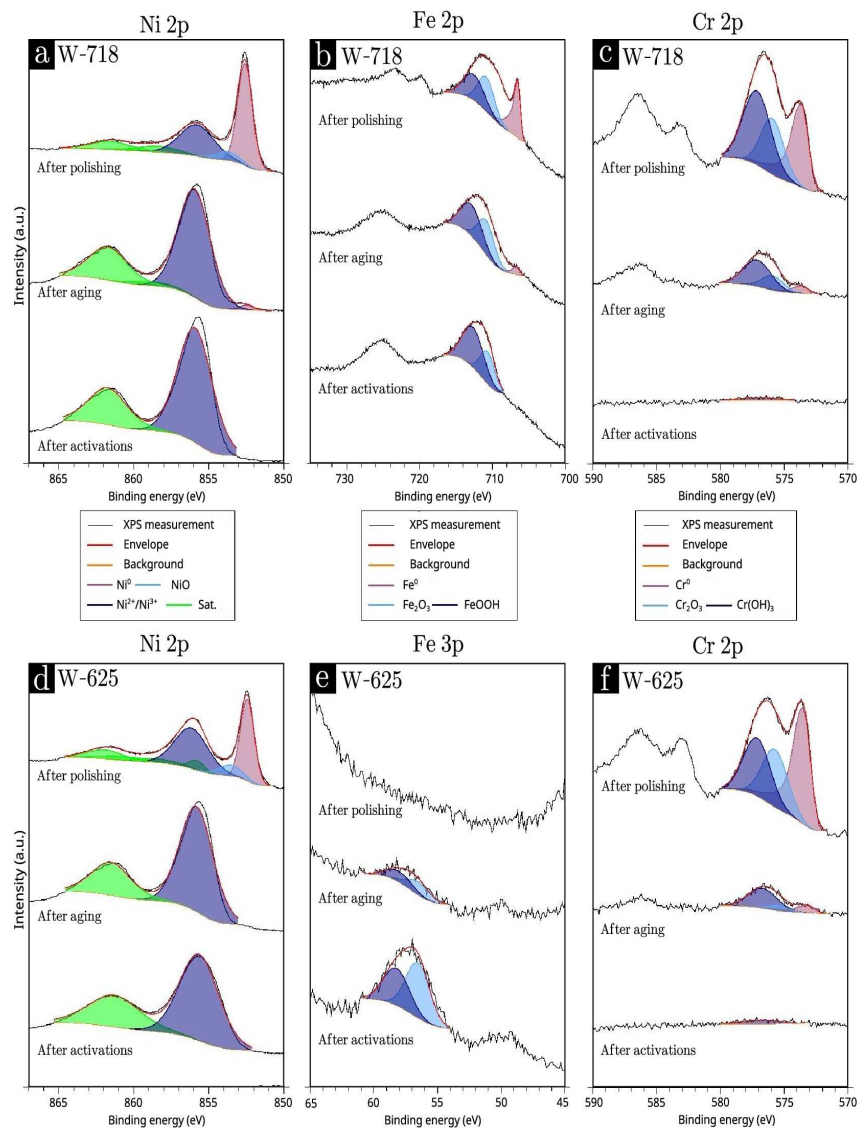 Ni 2p
Fe 2p
Cr 2p
Intensity (a.u.)
a W-718
After polishing
After aging
After activations
865 860 855 850
Binding energy (eV)
b W-718
After polishing
After aging
After activations
730 720 710 700
Binding energy (eV)
c W-718
After polishing
After aging
After activations
590 585 580 575 570
Binding energy (eV)
XPS measurement
Envelope
Background
Ni⁰ NiO
Ni²⁺/Ni³⁺ Sat.
XPS measurement
Envelope
Background
Fe⁰
Fe₂O₃ FeOOH
XPS measurement
Envelope
Background
Cr⁰
Cr₂O₃ Cr(OH)₃
Ni 2p
Fe 3p
Cr 2p
Intensity (a.u.)
d W-625
After polishing
After aging
After activations
865 860 855 850
Binding energy (eV)
e W-625
After polishing
After aging
After activations
65 60 55 50 45
Binding energy (eV)
f W-625
After polishing
After aging
After activations
590 585 580 575 570
Binding energy (eV)